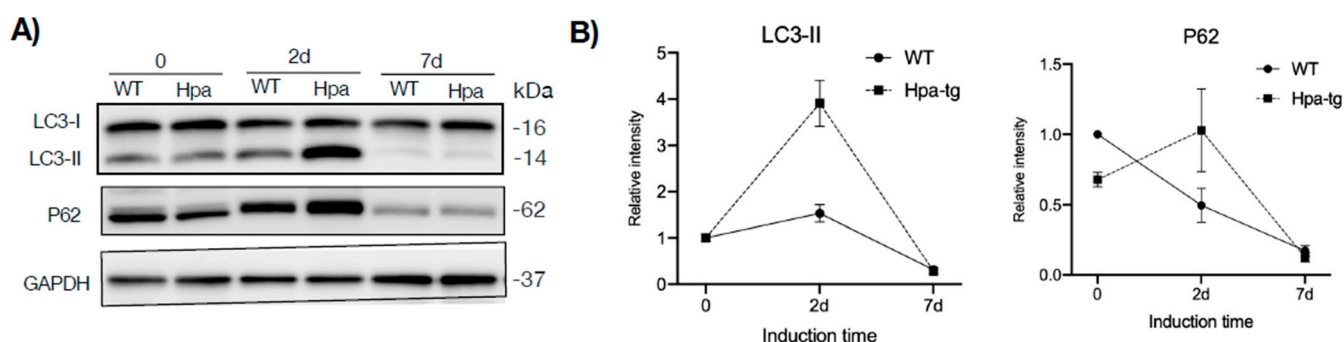 A)
0 2d 7d
WT Hpa WT Hpa WT Hpa kDa
LC3-I -16
LC3-II -14
P62 -62
GAPDH -37
B)
LC3-II
WT
Hpa-tg
5
4
3
2
1
0
Relative intensity
0 2d 7d
Induction time
P62
WT
Hpa-tg
1.5
1.0
0.5
0.0
Relative intensity
0 2d 7d
Induction time